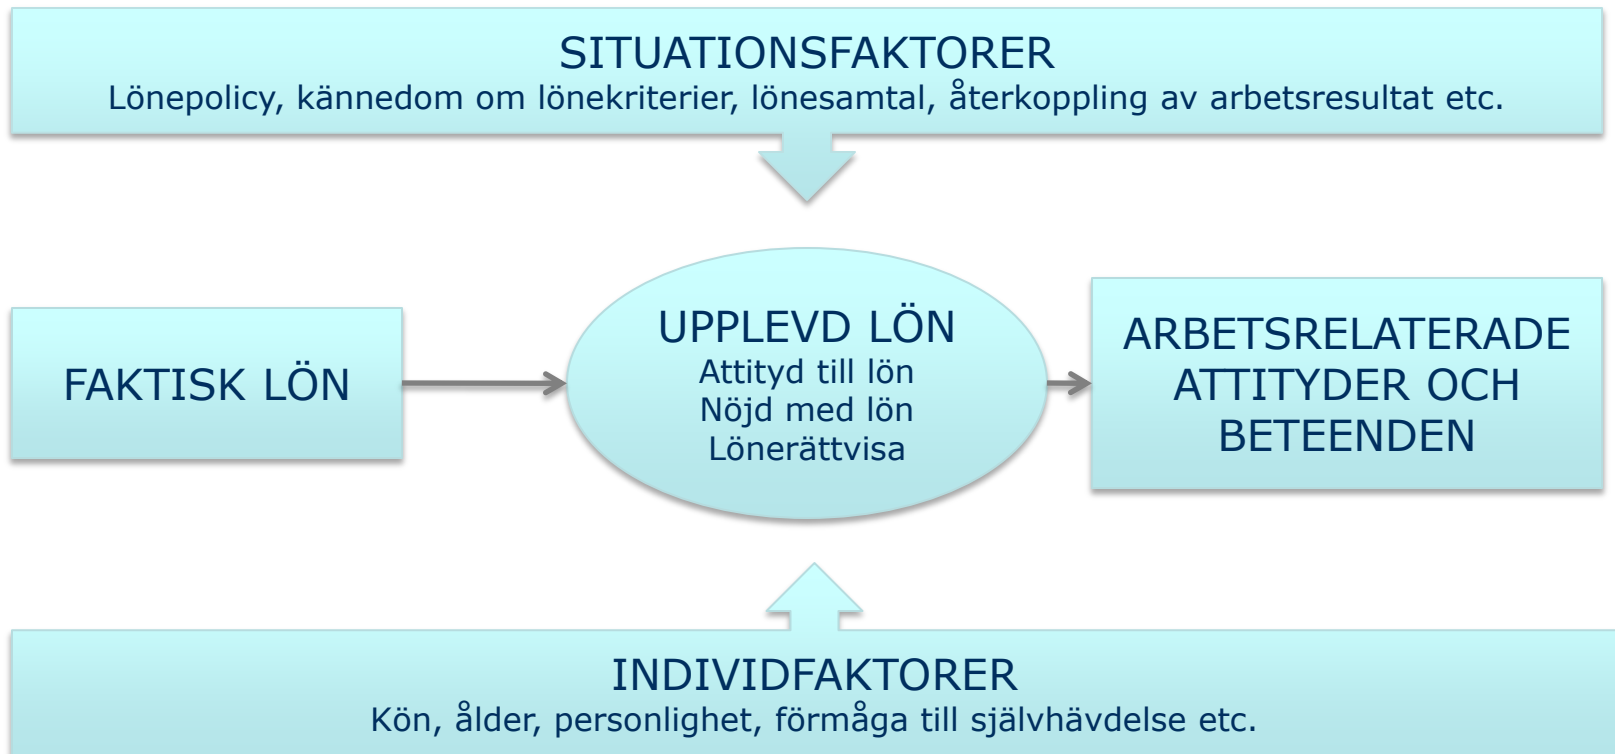 SITUATIONSFAKTORER
Lönepolicy, kännedom om lönekriterier, lönesamtal, återkoppling av arbetsresultat etc.
FAKTISK LÖN
UPPLEVD LÖN
Attityd till lön
Nöjd med lön
Lönerättvisa
ARBETSRELATERADE
ATTITYDER OCH
BETEENDEN
INDIVIDFAKTORER
Kön, ålder, personlighet, förmåga till självhävdelse etc.